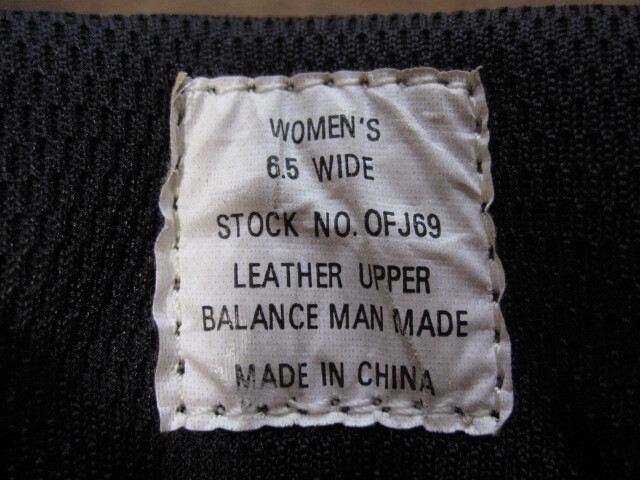 WOMEN'S
6.5 WIDE
STOCK NO. OFJ69
LEATHER UPPER
BALANCE MAN MADE
MADE IN CHINA